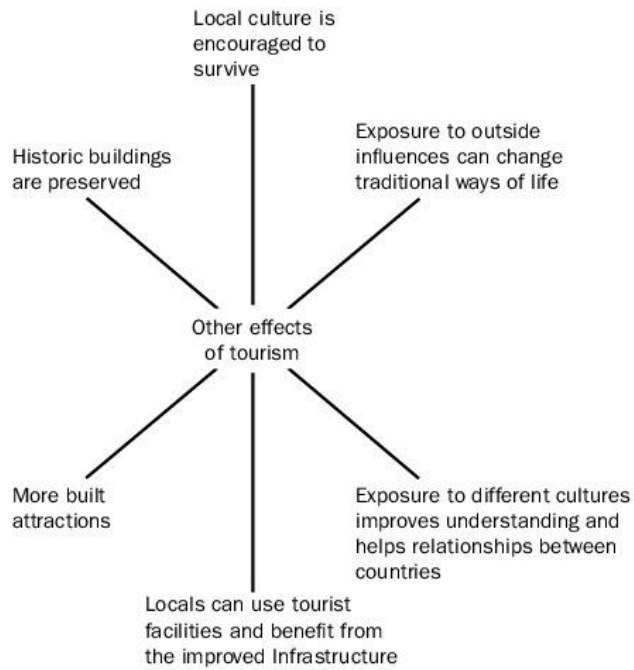 Local culture is
encouraged to
survive
Historic buildings
are preserved
Exposure to outside
influences can change
traditional ways of life
Other effects
of tourism
More built
attractions
Exposure to different cultures
improves understanding and
helps relationships between
countries
Locals can use tourist
facilities and benefit from
the improved Infrastructure